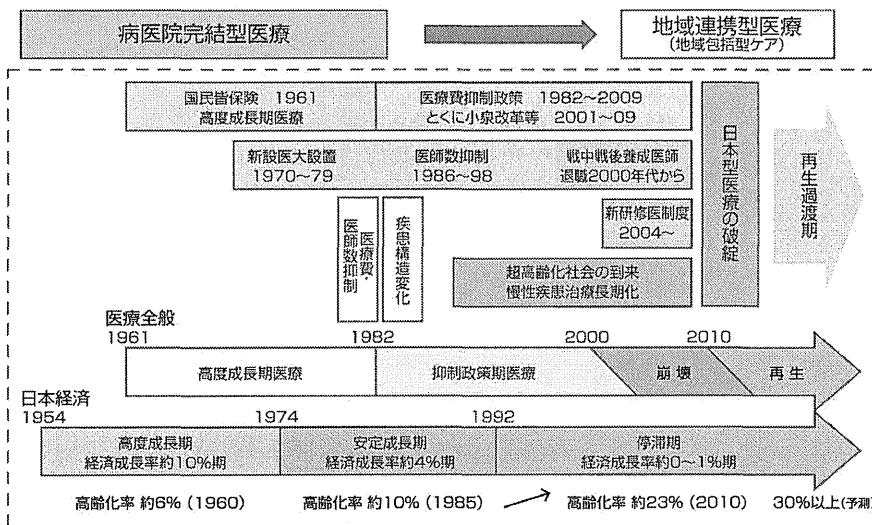 病医院完結型医療
地域連携型医療
(地域包括型ケア)
国民皆保険 1961
高度成長期医療
医療費抑制政策 1982～2009
とくに小泉改革等 2001～09
新設医大設置
1970～79
医師数抑制
1986～98
戦中戦後養成医師
退職2000年代から
新研修医制度
2004～
医療費・
医師数抑制
疾患構造変化
超高齢化社会の到来
慢性疾患治療長期化
日本型医療の破綻
再生過渡期
医療全般
1961
1982
2000
2010
高度成長期医療
抑制政策期医療
崩壊
再生
日本経済
1954
1974
1992
高度成長期
経済成長率約10%期
安定成長期
経済成長率約4%期
停滞期
経済成長率約0～1%期
高齢化率 約6% (1960)
高齢化率 約10% (1985)
高齢化率 約23% (2010)
30%以上(予測)